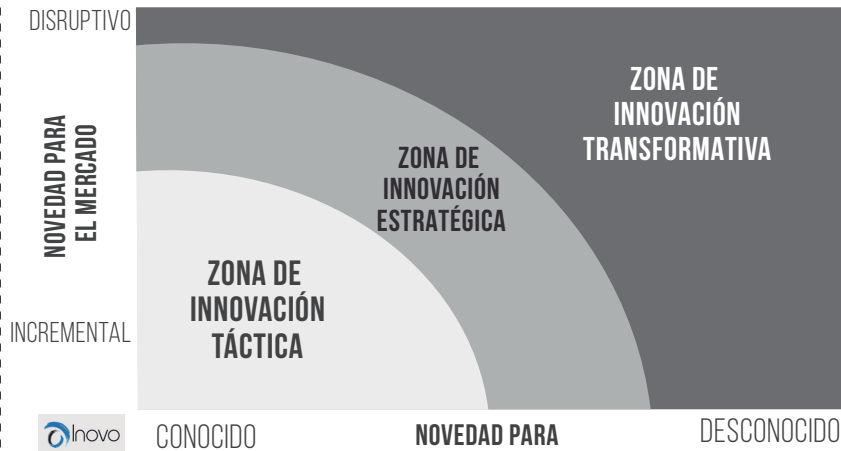 DISRUPTIVO
NOVEDAD PARA
EL MERCADO
INCREMENTAL
ZONA DE
INNOVACIÓN
TRANSFORMATIVA
ZONA DE
INNOVACIÓN
ESTRATÉGICA
ZONA DE
INNOVACIÓN
TÁCTICA
Inovo
CONOCIDO
NOVEDAD PARA
DESCONOCIDO